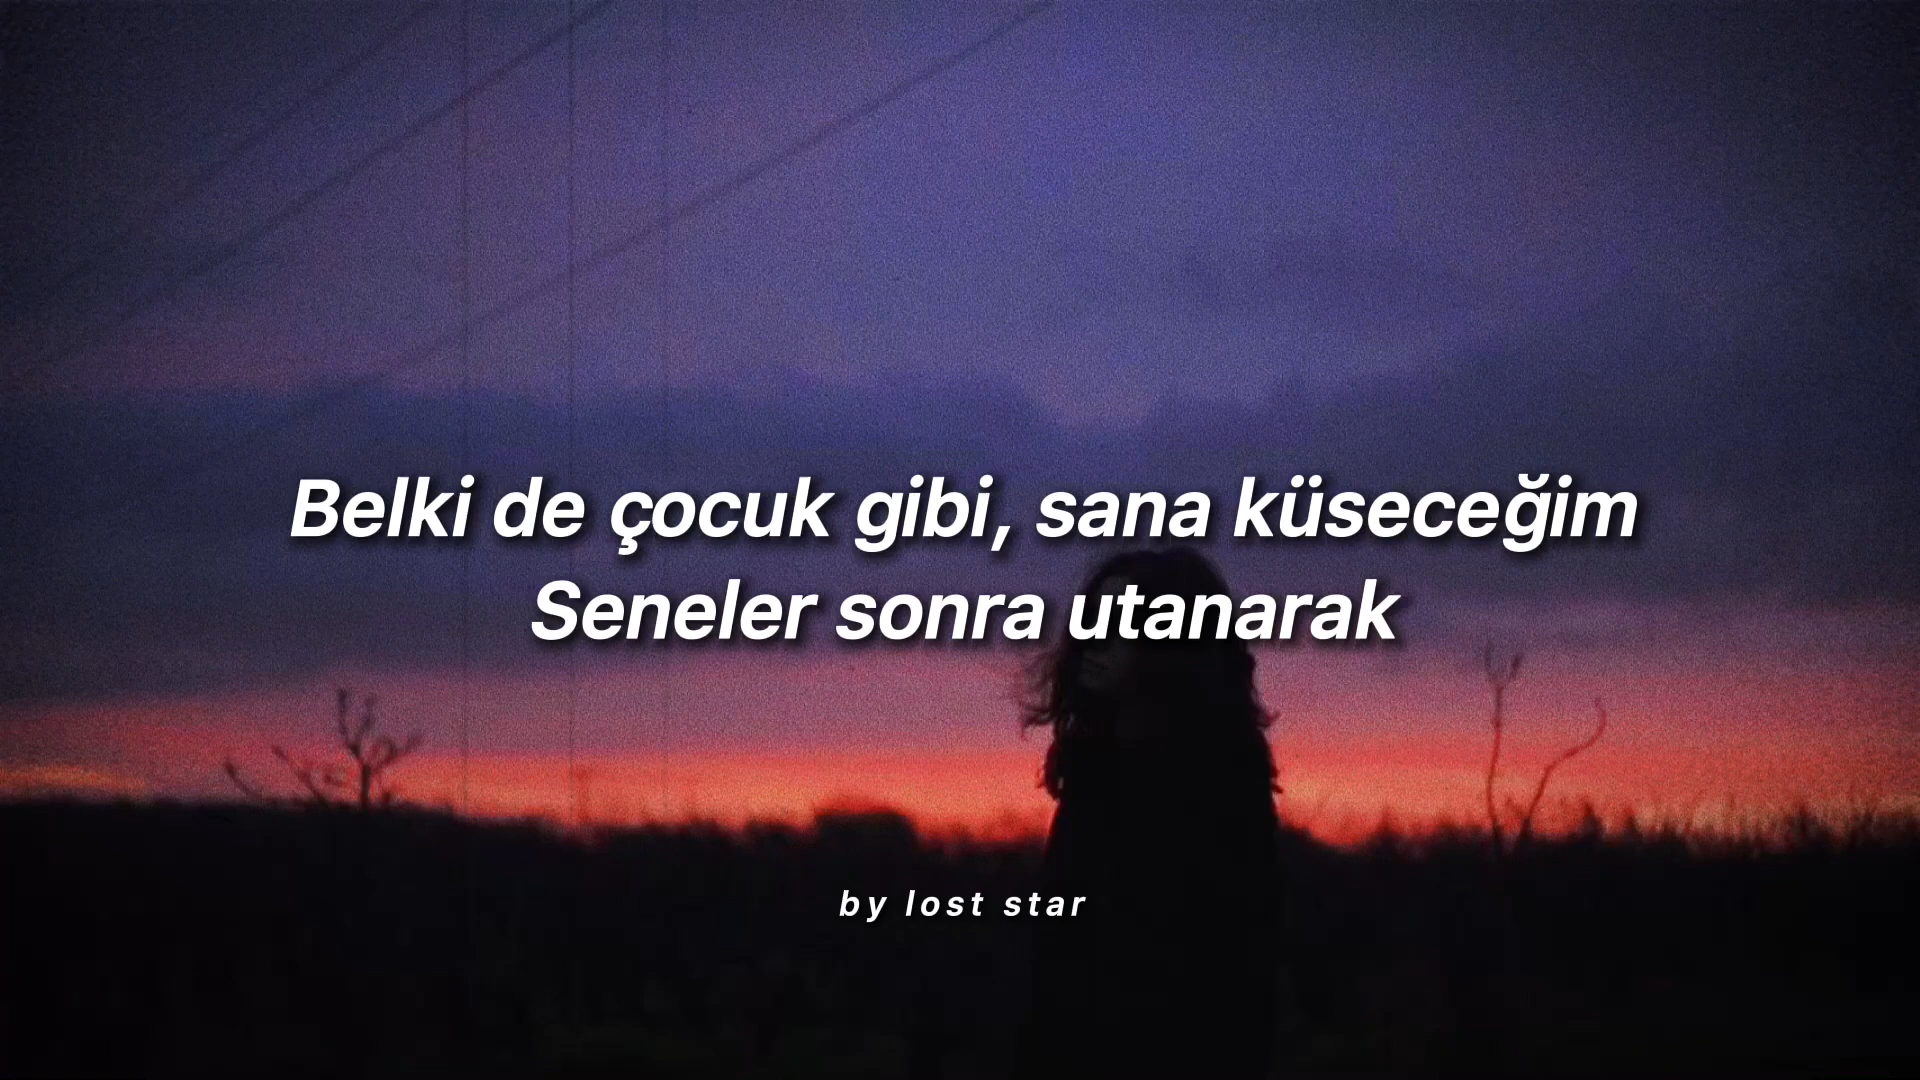 Belki de çocuk gibi, sana küseceğim
Seneler sonra utanarak
by lost star